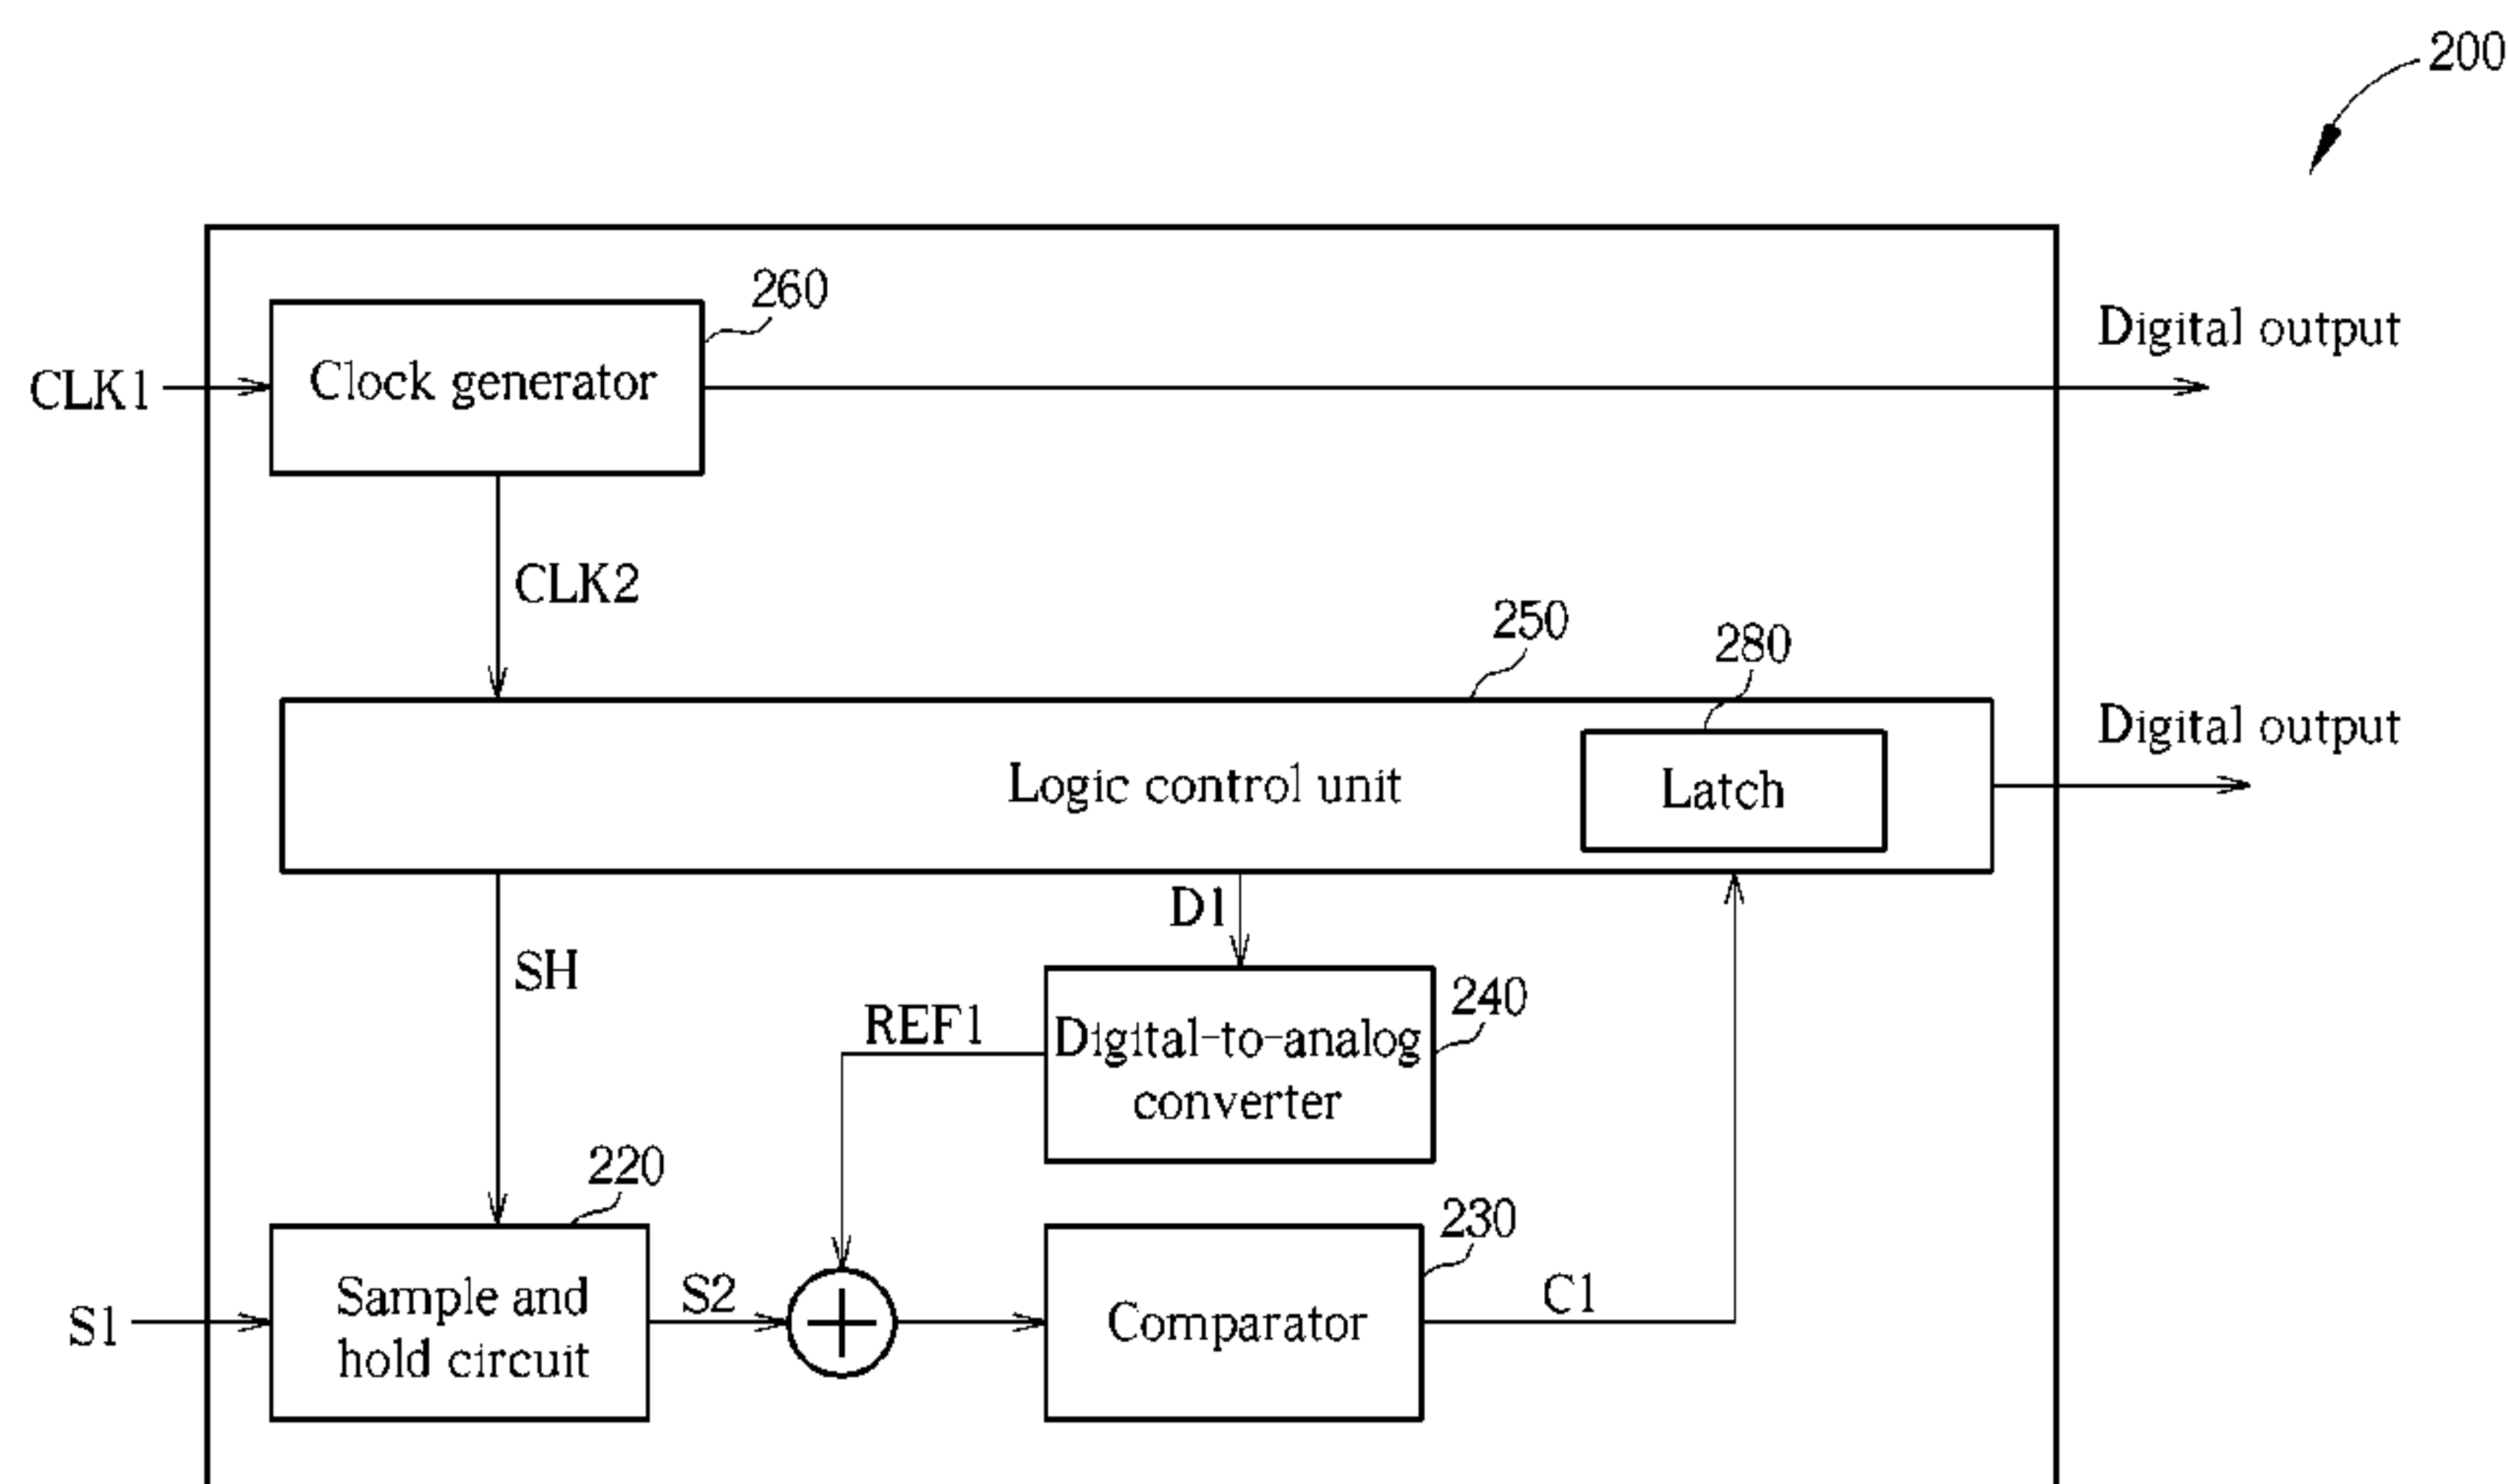 200
260
Digital output
CLK1
Clock generator
CLK2
250
280
Digital output
Logic control unit
Latch
D1
SH
240
REF1
Digital-to-analog
converter
220
230
S1
Sample and
hold circuit
S2
Comparator
C1